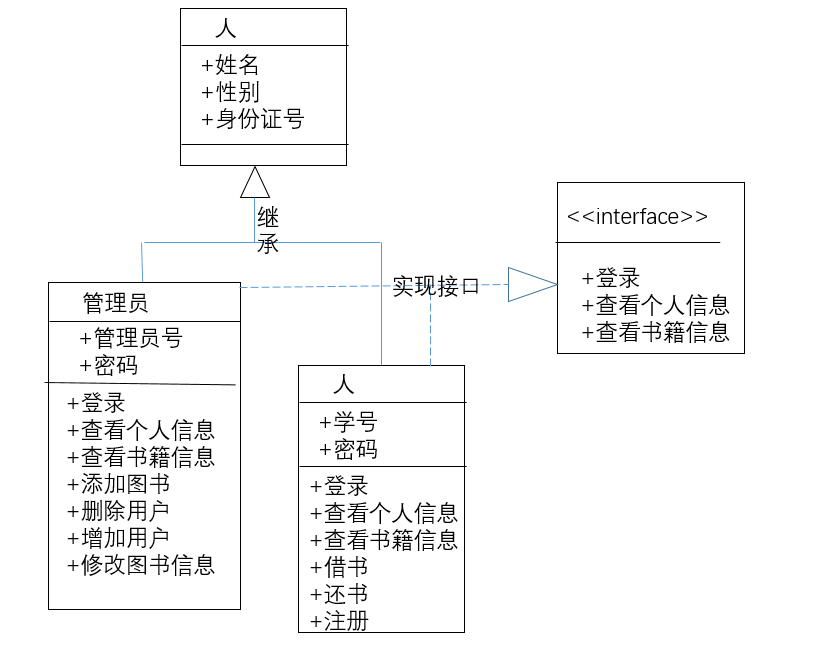 人
+姓名
+性别
+身份证号
继
承
<<interface>>
+登录
+查看个人信息
+查看书籍信息
实现接口
管理员
+管理员号
+密码
+登录
+查看个人信息
+查看书籍信息
+添加图书
+删除用户
+增加用户
+修改图书信息
人
+学号
+密码
+登录
+查看个人信息
+查看书籍信息
+借书
+还书
+注册